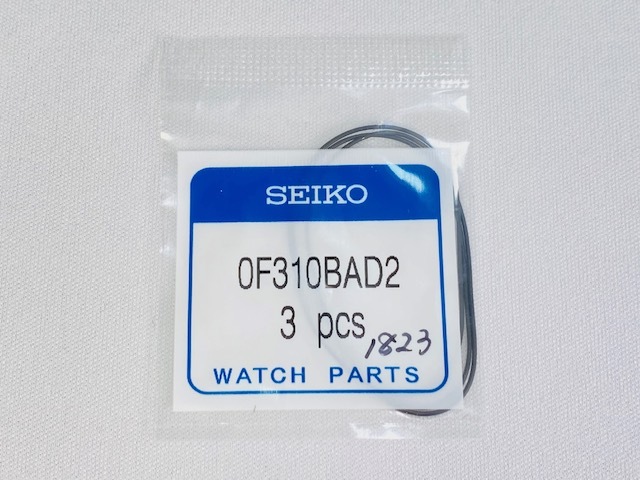 SEIKO
0F310BAD2
3 pcs
,1823
WATCH PARTS